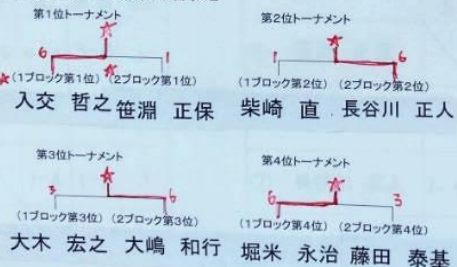 第1位トーナメント
6 1
(1ブロック第1位) (2ブロック第1位)
入交 哲之 笹淵 正保
第2位トーナメント
6
(1ブロック第2位) (2ブロック第2位)
柴崎 直 長谷川 正人
第3位トーナメント
3 6
(1ブロック第3位) (2ブロック第3位)
大木 宏之 大嶋 和行
第4位トーナメント
6 3
(1ブロック第4位) (2ブロック第4位)
堀米 永治 藤田 泰基